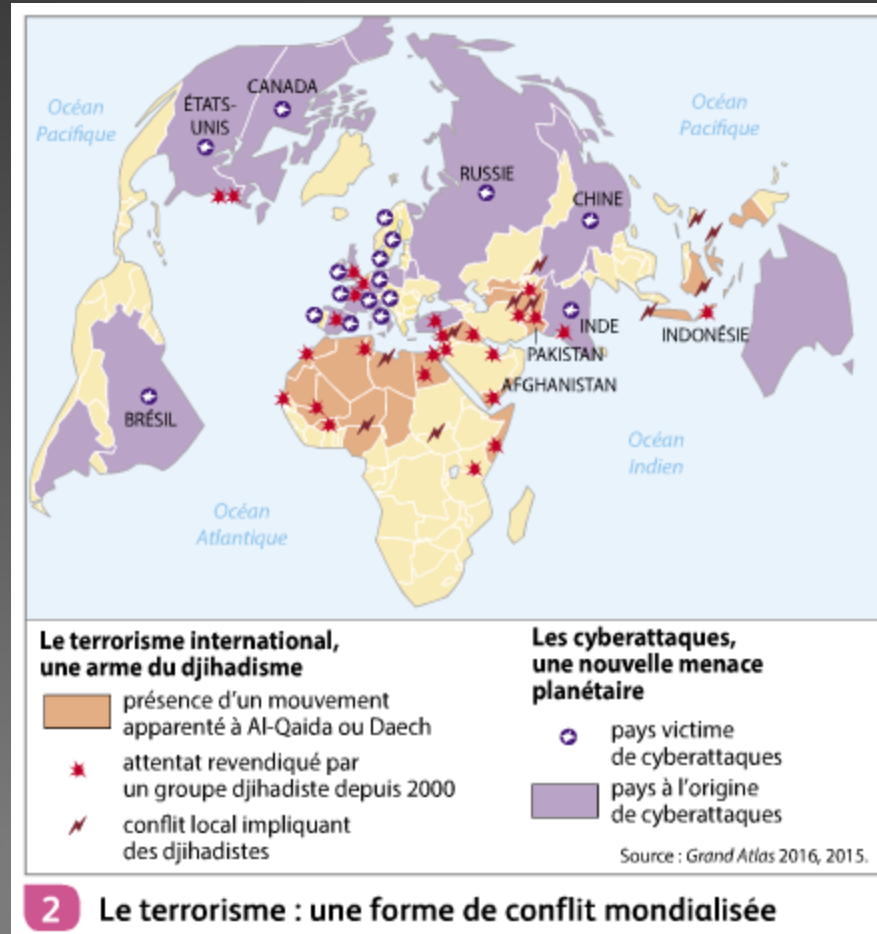 Océan
Pacifique
ÉTATS-
UNIS
CANADA
RUSSIE
Océan
Pacifique
CHINE
INDE
PAKISTAN
AFGHANISTAN
INDONÉSIE
BRÉSIL
Océan
Atlantique
Océan
Indien
Le terrorisme international,
une arme du djihadisme
présence d'un mouvement
apparenté à Al-Qaida ou Daech
attentat revendiqué par
un groupe djihadiste depuis 2000
conflit local impliquant
des djihadistes
Les cyberattaques,
une nouvelle menace
planétaire
pays victime
de cyberattaques
pays à l'origine
de cyberattaques
Source : Grand Atlas 2016, 2015.
2 Le terrorisme : une forme de conflit mondialisée